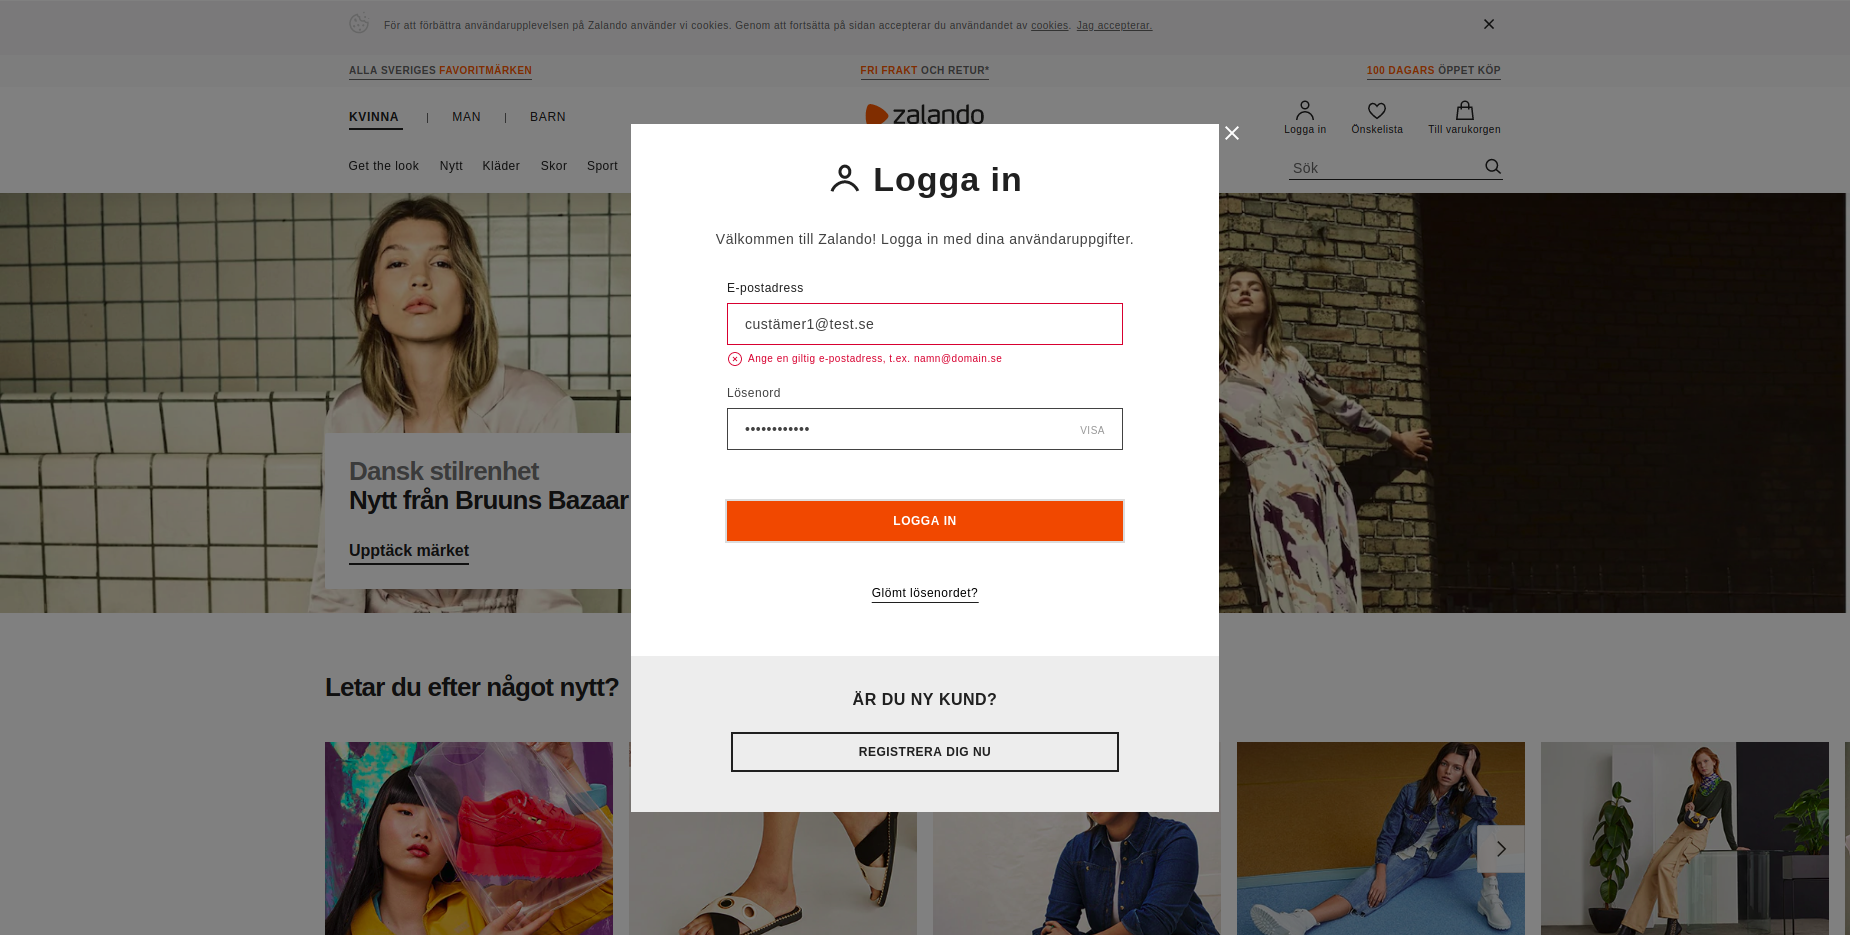 För att förbättra användarupplevelsen på Zalando använder vi cookies. Genom att fortsätta på sidan accepterar du användandet av cookies. Jag accepterar.
ALLA SVERIGES FAVORITMÄRKEN
FRI FRAKT OCH RETUR*
100 DAGARS ÖPPET KÖP
KVINNA | MAN | BARN
zalando
Logga in
Önskelista
Till varukorgen
Get the look Nytt Kläder Skor Sport
Sök
Logga in
Välkommen till Zalando! Logga in med dina användaruppgifter.
E-postadress
custämer1@test.se
Ange en giltig e-postadress, t.ex. namn@domain.se
Lösenord
••••••••••••
VISA
LOGGA IN
Glömt lösenordet?
ÄR DU NY KUND?
REGISTRERA DIG NU
Dansk stilrenhet
Nytt från Bruuns Bazaar
Upptäck märket
Letar du efter något nytt?